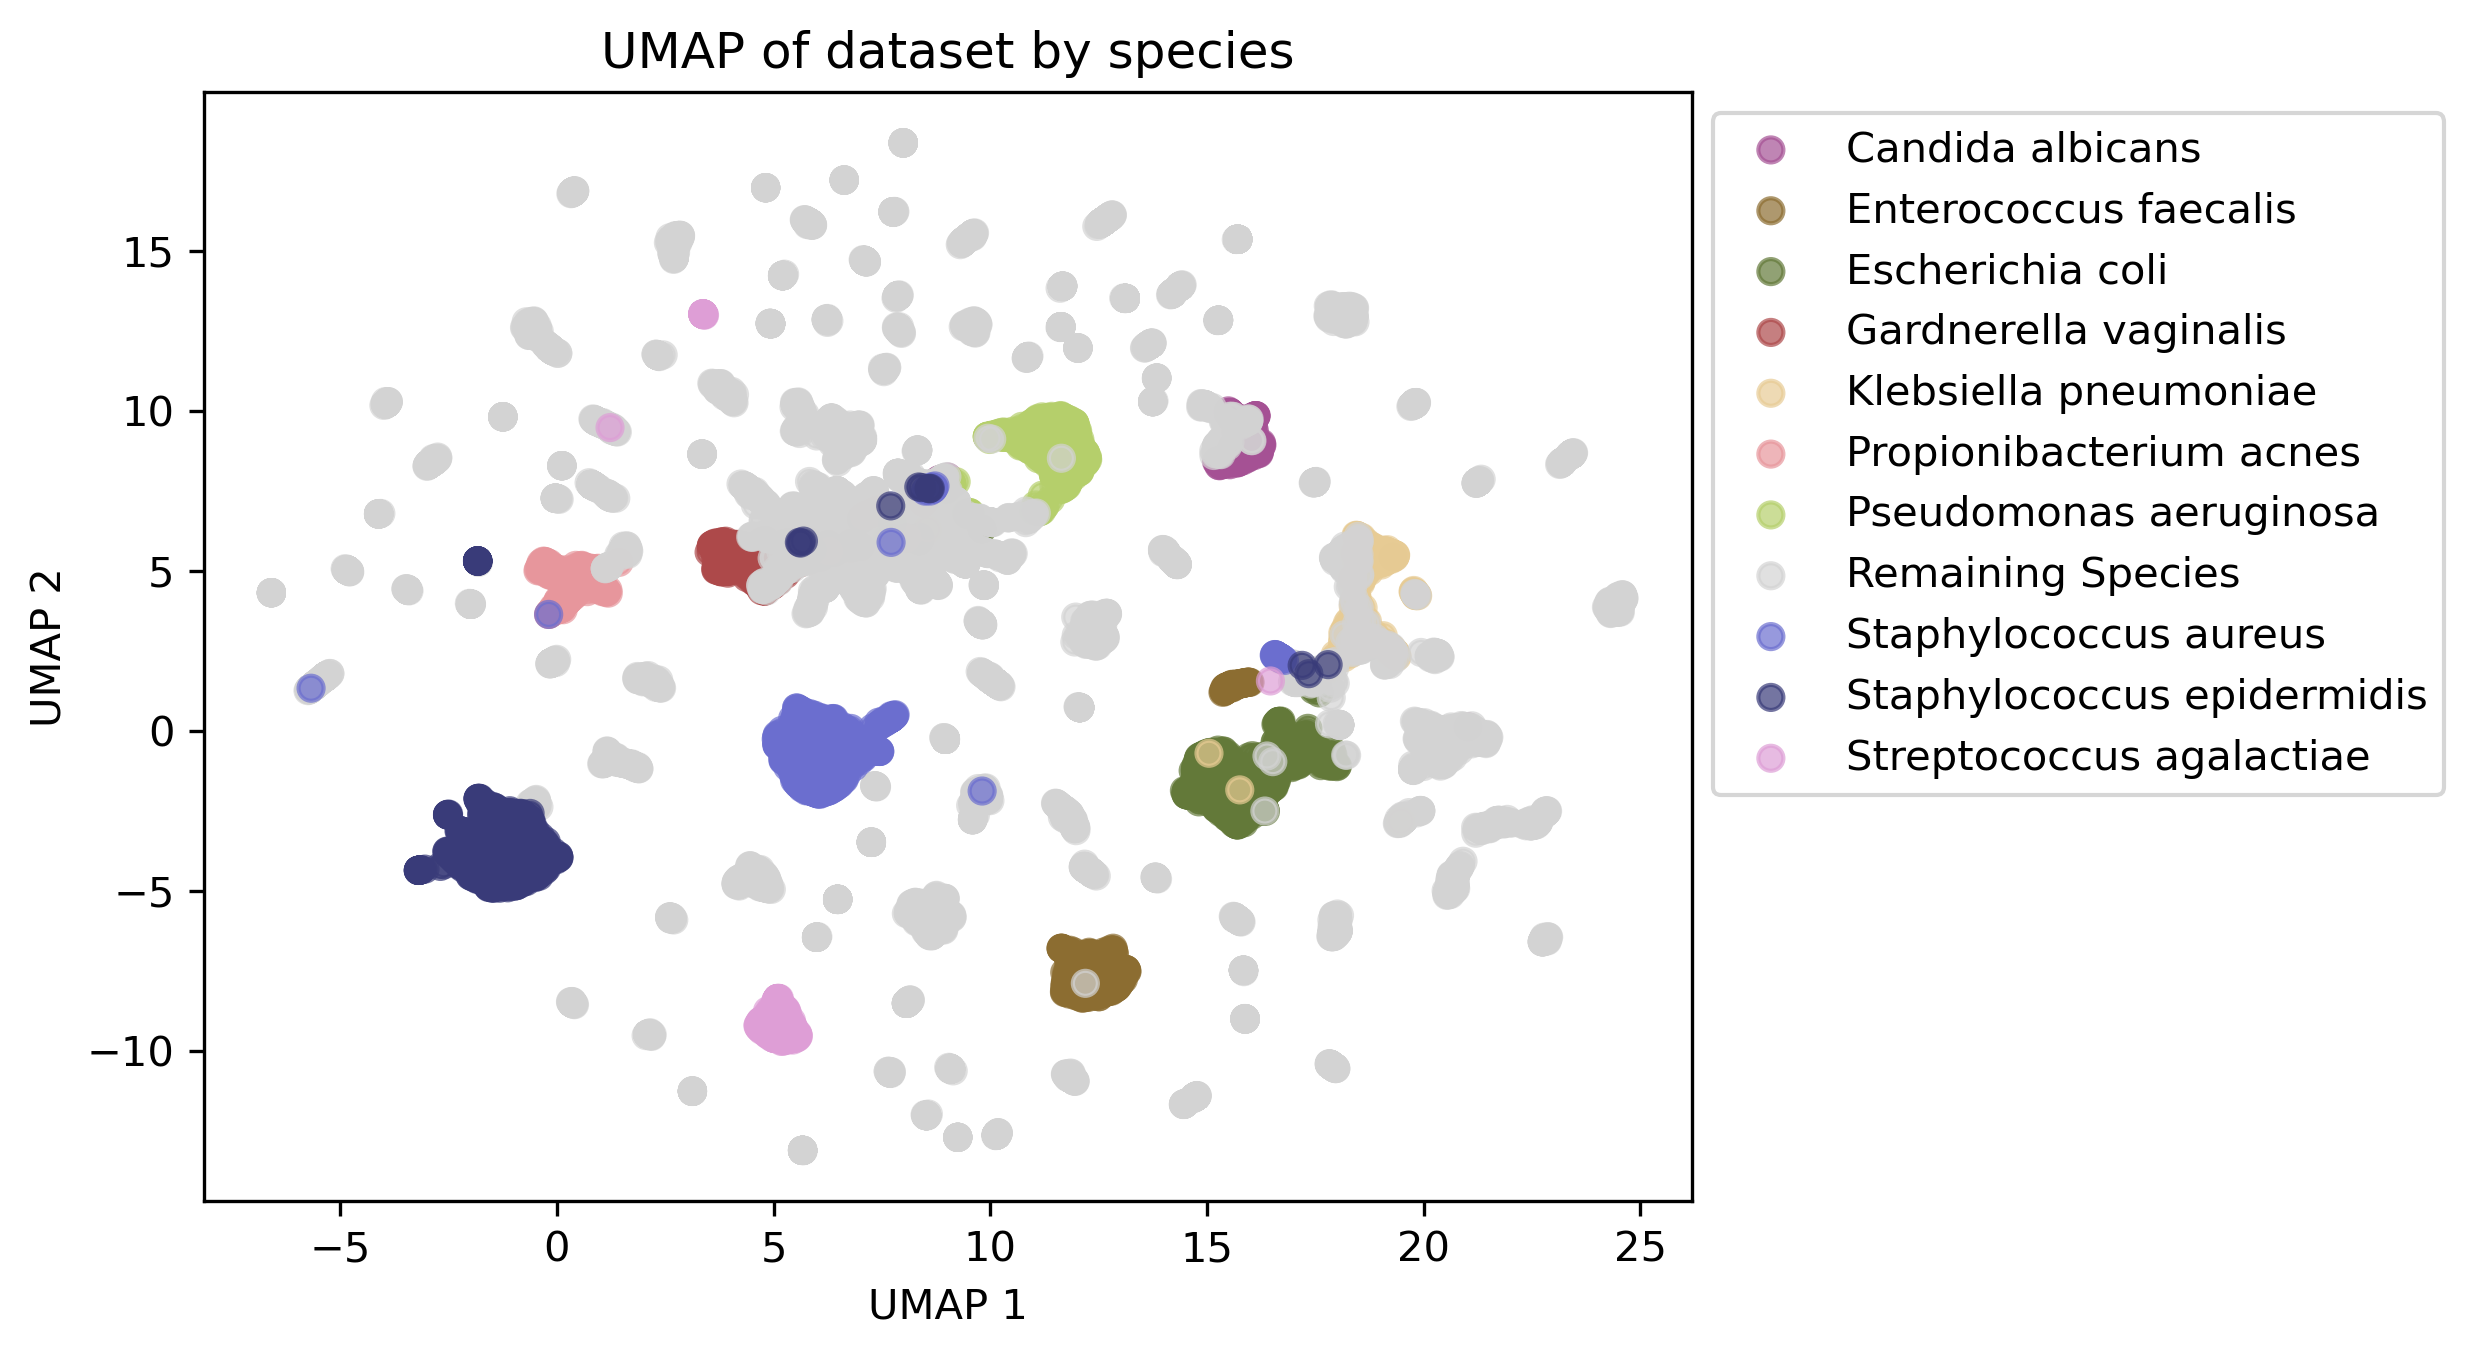 UMAP of dataset by species
UMAP 2
15
10
5
0
−5
−10
−5
0
5
10
15
20
25
UMAP 1
Candida albicans
Enterococcus faecalis
Escherichia coli
Gardnerella vaginalis
Klebsiella pneumoniae
Propionibacterium acnes
Pseudomonas aeruginosa
Remaining Species
Staphylococcus aureus
Staphylococcus epidermidis
Streptococcus agalactiae